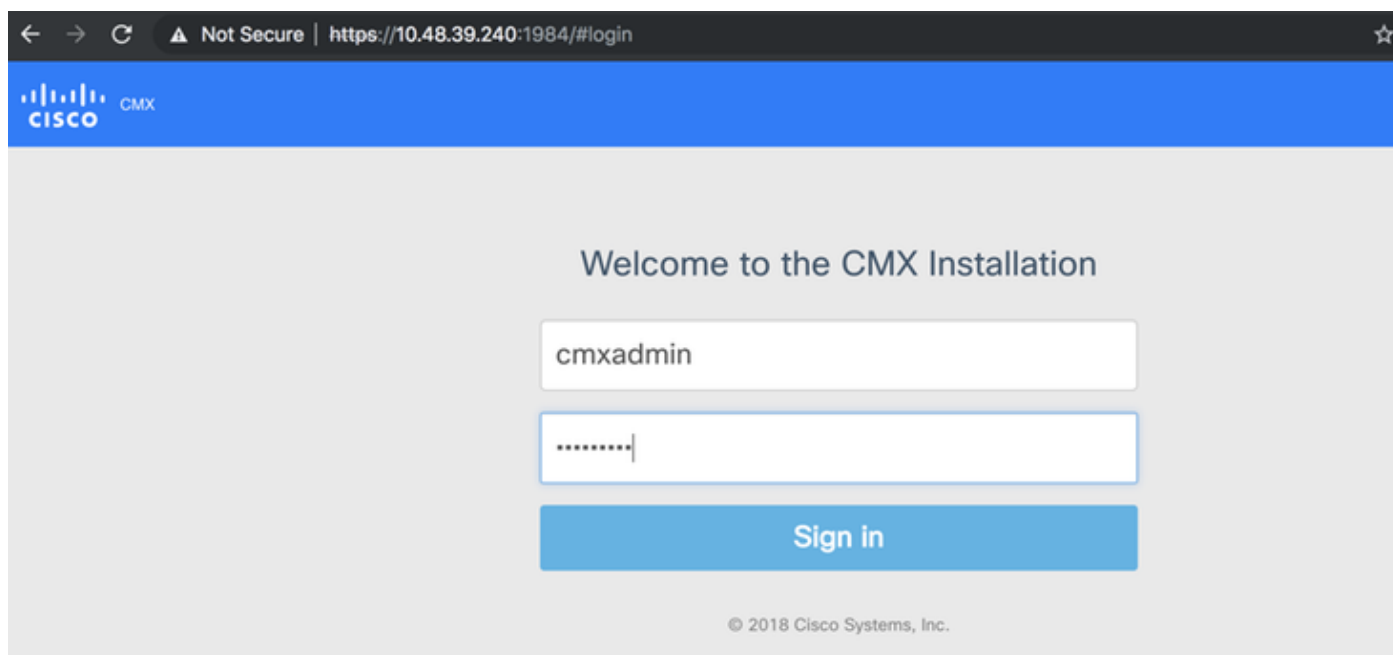 Not Secure | https://10.48.39.240:1984/#login
CISCO CMX
Welcome to the CMX Installation
cmxadmin
•••••••••
Sign in
© 2018 Cisco Systems, Inc.